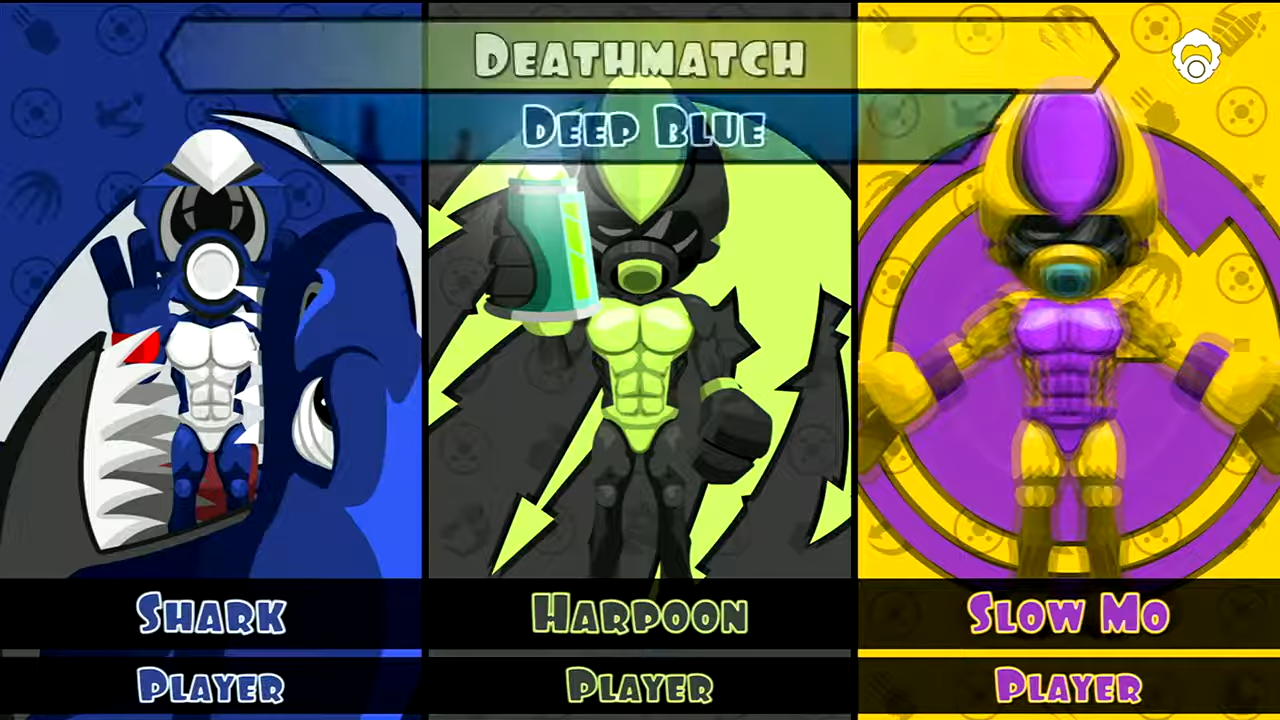 Deathmatch
Deep Blue
Shark
Harpoon
Slow Mo
Player
Player
Player